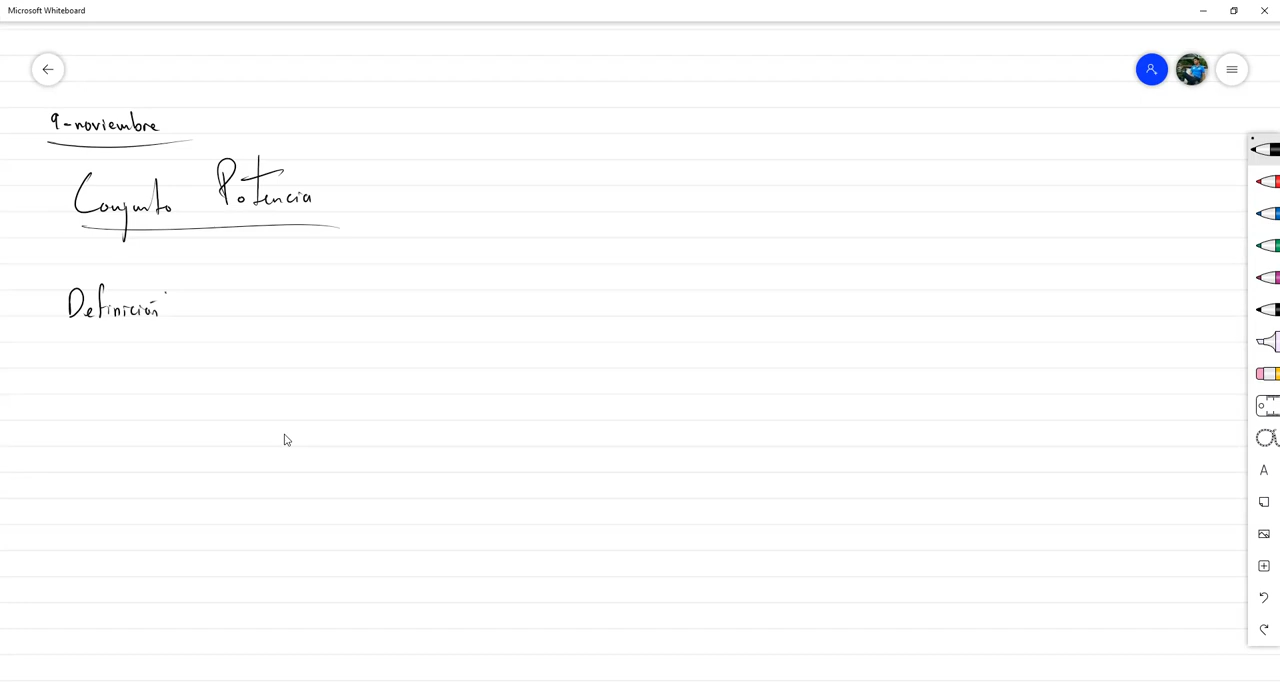 Microsoft Whiteboard
9-noviembre
Conjunto Potencia
Definición
A